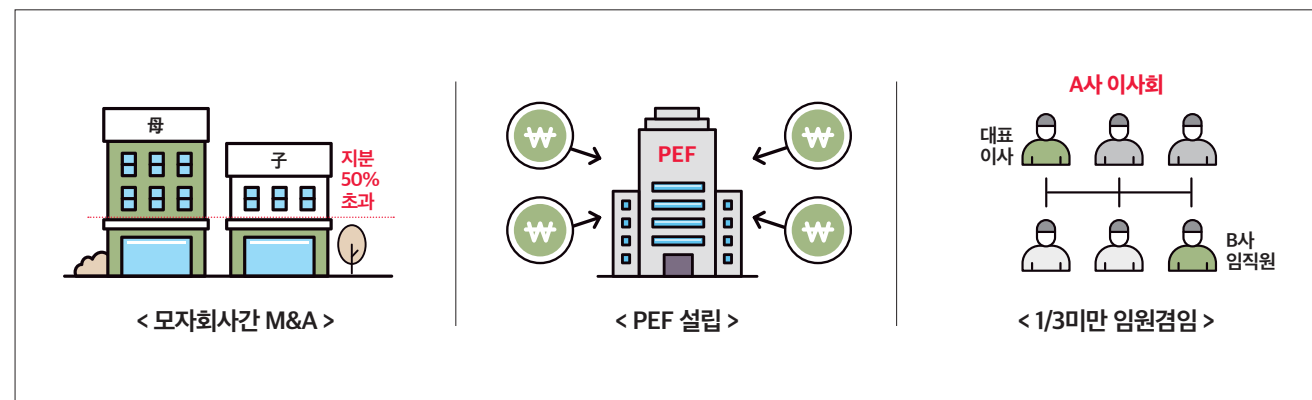 母
子
지분
50%
초과
< 모자회사간 M&A >
₩
₩
PEF
₩
₩
< PEF 설립 >
A사 이사회
대표
이사
B사
임직원
< 1/3미만 임원겸임 >